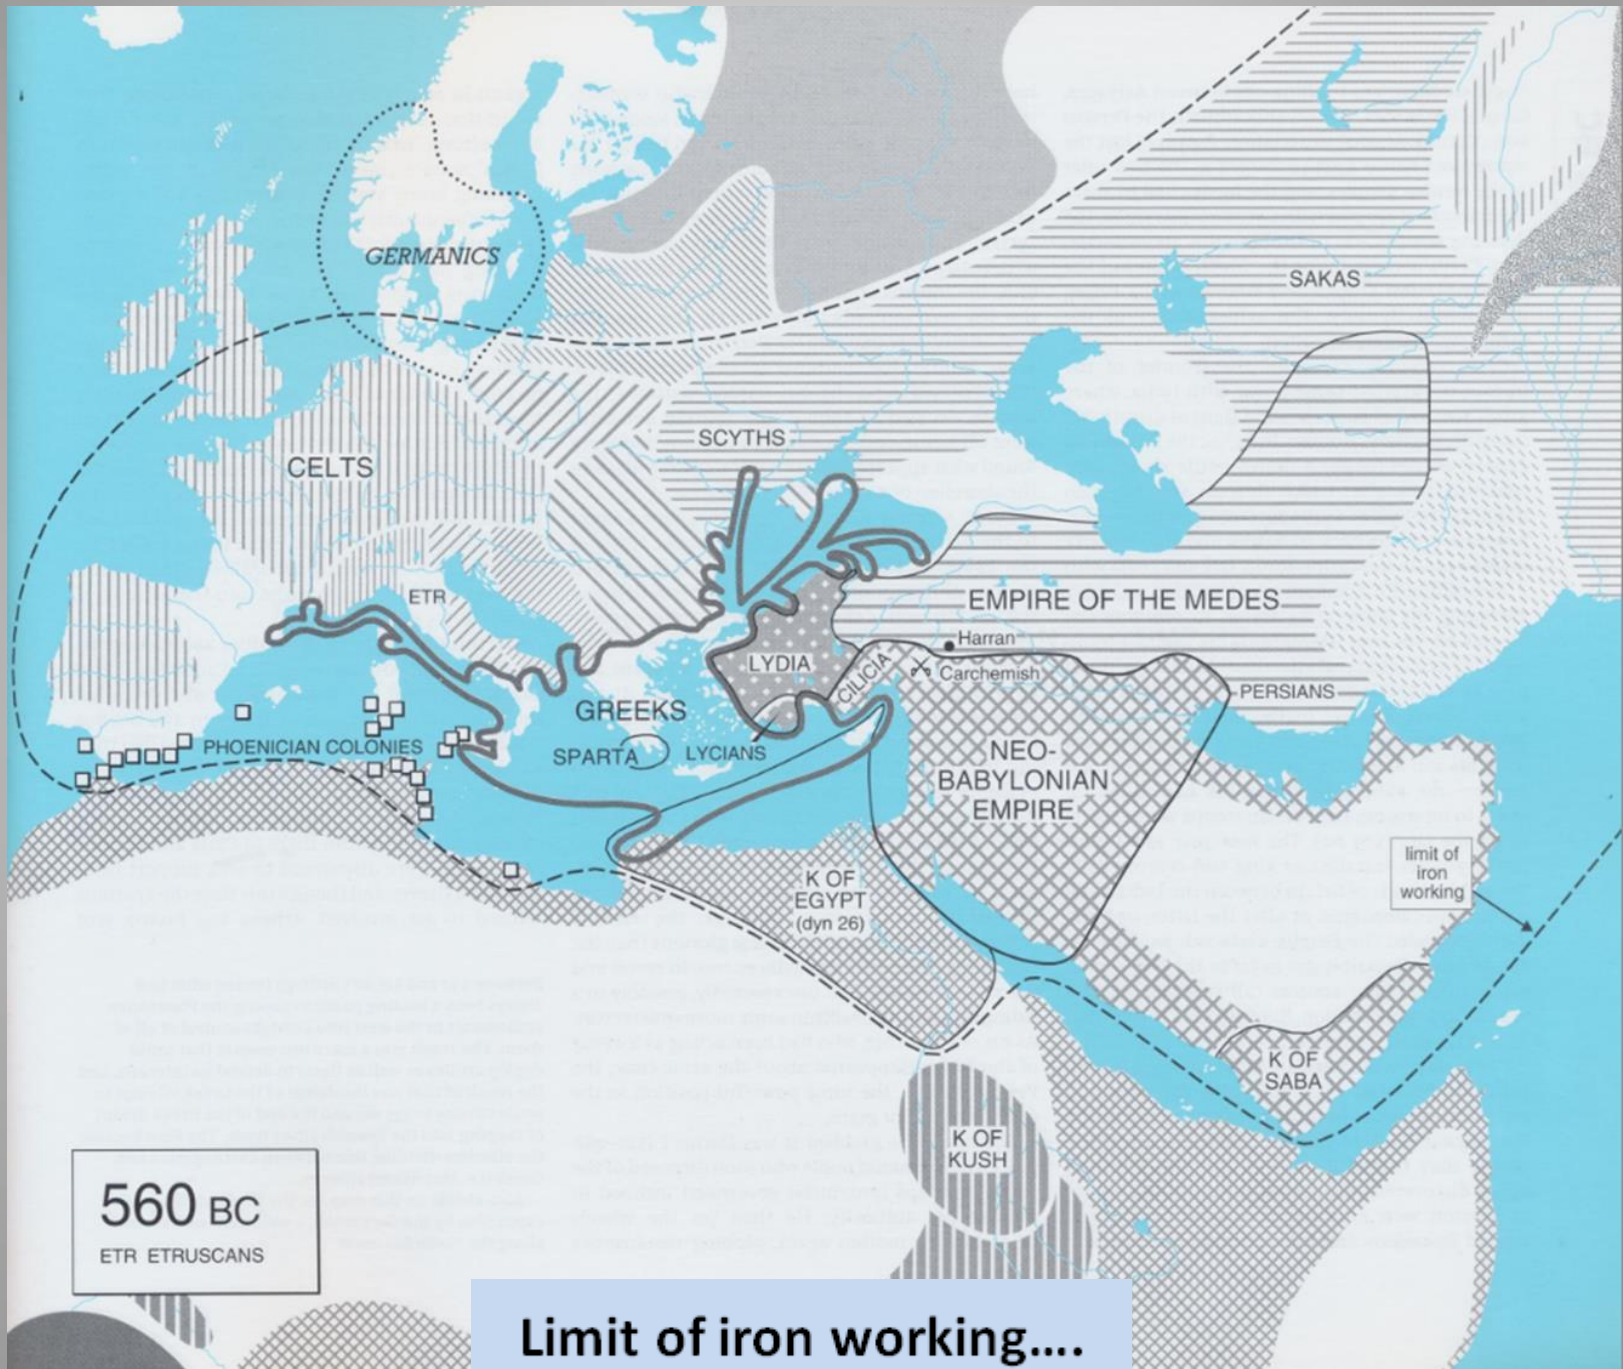 GERMANICS
SAKAS
SCYTHS
CELTS
ETR
EMPIRE OF THE MEDES
Harran
LYDIA
CILICIA
Carchemish
PERSIANS
GREEKS
PHOENICIAN COLONIES
SPARTA
LYCIANS
NEO-
BABYLONIAN
EMPIRE
limit of
iron
working
K OF
EGYPT
(dyn 26)
K OF
SABA
K OF
KUSH
560 BC
ETR ETRUSCANS
Limit of iron working....